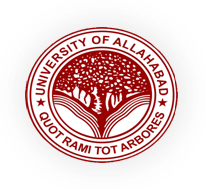 UNIVERSITY OF ALLAHABAD
QUOT RAMI TOT ARBORES